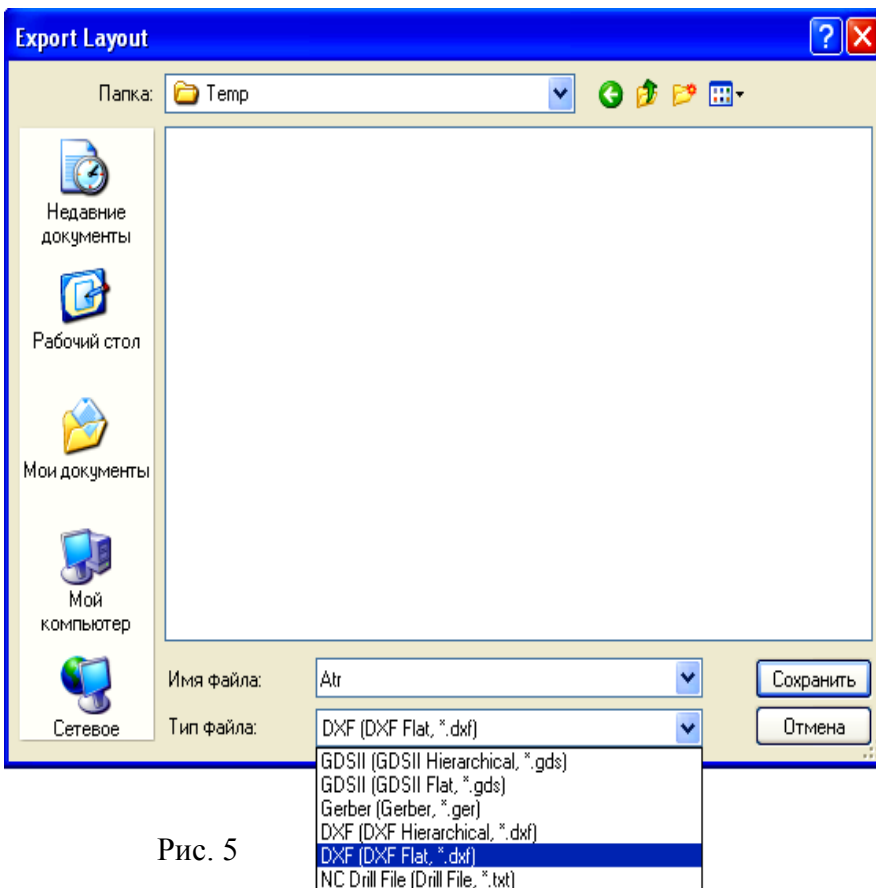 Export Layout
Папка:
Temp
Недавние
документы
Рабочий стол
Мои документы
Мой
компьютер
Сетевое
Имя файла:
Atr
Сохранить
Тип файла:
DXF (DXF Flat, *.dxf)
Отмена
GDSII (GDSII Hierarchical, *.gds)
GDSII (GDSII Flat, *.gds)
Gerber (Gerber, *.ger)
DXF (DXF Hierarchical, *.dxf)
DXF (DXF Flat, *.dxf)
NC Drill File (Drill File, *.txt)
Рис. 5